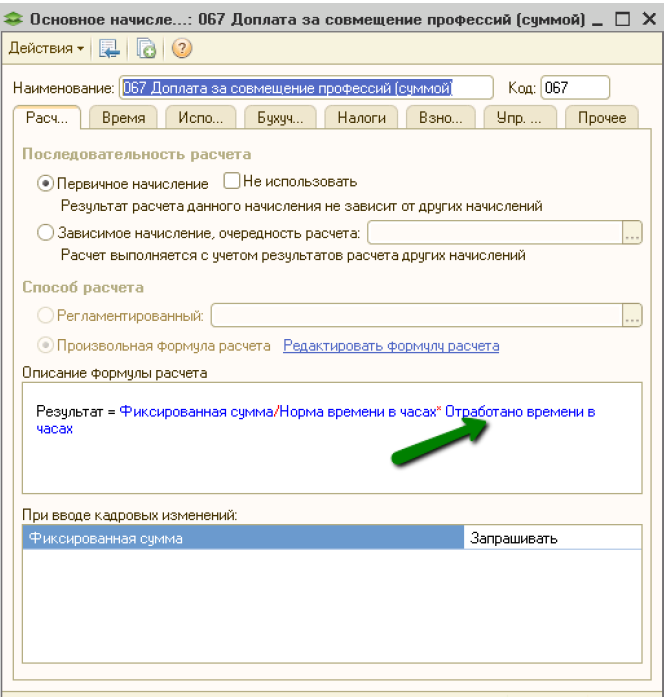 Основное начисле...: 067 Доплата за совмещение профессий (суммой)
Действия
Наименование: 067 Доплата за совмещение профессий (суммой) Код: 067
Расч... Время Испо... Бухуч... Налоги Взно... Упр. ... Прочее
Последовательность расчета
Первичное начисление Не использовать
Результат расчета данного начисления не зависит от других начислений
Зависимое начисление, очередность расчета: ...
Расчет выполняется с учетом результатов расчета других начислений
Способ расчета
Регламентированный: ...
Произвольная формула расчета Редактировать формулу расчета
Описание формулы расчета
Результат = Фиксированная сумма/Норма времени в часах* Отработано времени в
часах
При вводе кадровых изменений:
Фиксированная сумма Запрашивать